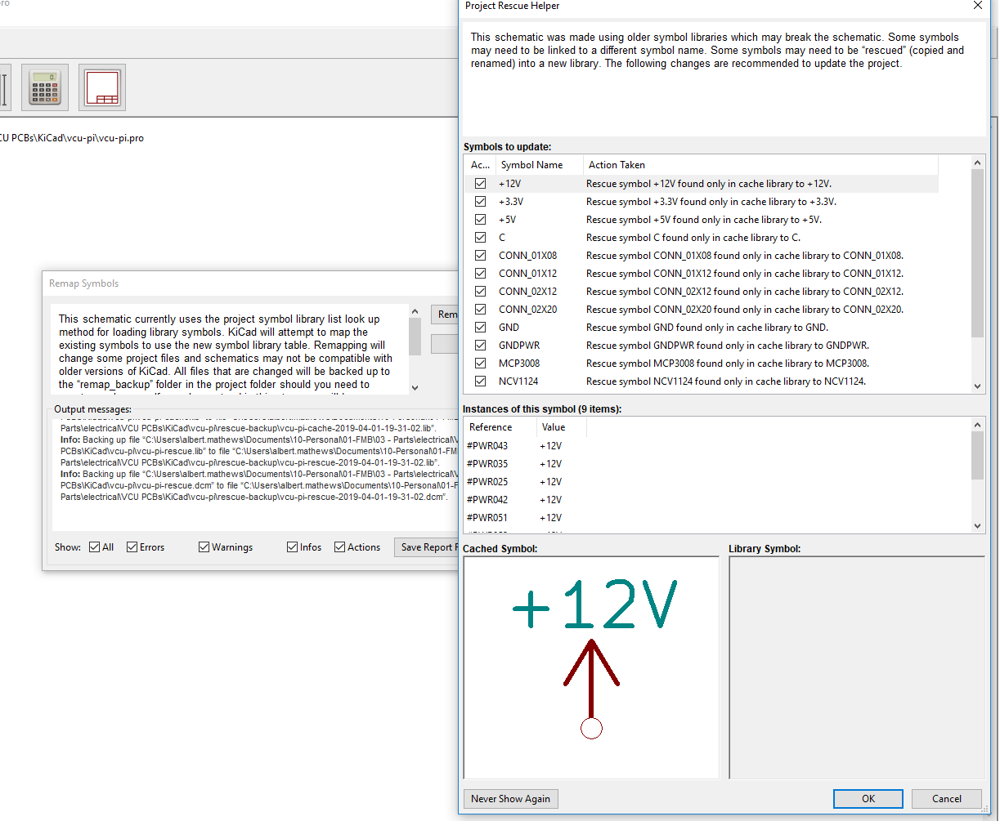 ro
CU PCBs\KiCad\vcu-pi\vcu-pi.pro
Remap Symbols
This schematic currently uses the project symbol library list look up
method for loading library symbols. KiCad will attempt to map the
existing symbols to use the new symbol library table. Remapping will
change some project files and schematics may not be compatible with
older versions of KiCad. All files that are changed will be backed up to
the “remap_backup” folder in the project folder should you need to
Rem
Output messages:
Parts\electrical\VCU PCBs\KiCad\vcu-pi\rescue-backup\vcu-pi-cache-2019-04-01-19-31-02.lib”.
Info: Backing up file “C:\Users\albert.mathews\Documents\10-Personal\01-FMB\03 - Parts\electrical\V
PCBs\KiCad\vcu-pi\vcu-pi-rescue.lib” to file “C:\Users\albert.mathews\Documents\10-Personal\01-FM
Parts\electrical\VCU PCBs\KiCad\vcu-pi\rescue-backup\vcu-pi-rescue-2019-04-01-19-31-02.lib”.
Info: Backing up file “C:\Users\albert.mathews\Documents\10-Personal\01-FMB\03 - Parts\electrical\V
PCBs\KiCad\vcu-pi\vcu-pi-rescue.dcm” to file “C:\Users\albert.mathews\Documents\10-Personal\01-F
Parts\electrical\VCU PCBs\KiCad\vcu-pi\rescue-backup\vcu-pi-rescue-2019-04-01-19-31-02.dcm”.
Show: All Errors Warnings Infos Actions Save Report F
Project Rescue Helper
This schematic was made using older symbol libraries which may break the schematic. Some symbols
may need to be linked to a different symbol name. Some symbols may need to be “rescued” (copied and
renamed) into a new library. The following changes are recommended to update the project.
Symbols to update:
Ac... Symbol Name Action Taken
+12V Rescue symbol +12V found only in cache library to +12V.
+3.3V Rescue symbol +3.3V found only in cache library to +3.3V.
+5V Rescue symbol +5V found only in cache library to +5V.
C Rescue symbol C found only in cache library to C.
CONN_01X08 Rescue symbol CONN_01X08 found only in cache library to CONN_01X08.
CONN_01X12 Rescue symbol CONN_01X12 found only in cache library to CONN_01X12.
CONN_02X12 Rescue symbol CONN_02X12 found only in cache library to CONN_02X12.
CONN_02X20 Rescue symbol CONN_02X20 found only in cache library to CONN_02X20.
GND Rescue symbol GND found only in cache library to GND.
GNDPWR Rescue symbol GNDPWR found only in cache library to GNDPWR.
MCP3008 Rescue symbol MCP3008 found only in cache library to MCP3008.
NCV1124 Rescue symbol NCV1124 found only in cache library to NCV1124.
Instances of this symbol (9 items):
Reference Value
#PWR043 +12V
#PWR035 +12V
#PWR025 +12V
#PWR042 +12V
#PWR051 +12V
Cached Symbol: Library Symbol:
+12V
Never Show Again OK Cancel